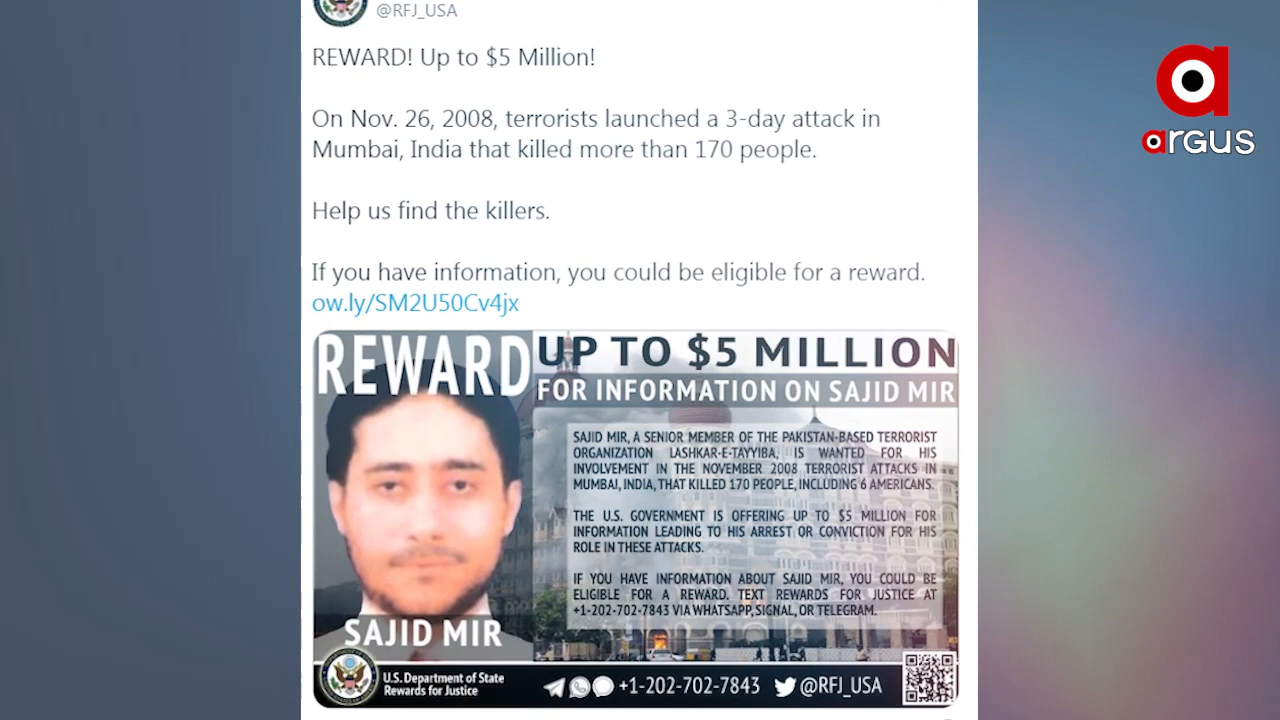 @RFJ_USA
argus
REWARD! Up to $5 Million!
On Nov. 26, 2008, terrorists launched a 3-day attack in
Mumbai, India that killed more than 170 people.
Help us find the killers.
If you have information, you could be eligible for a reward.
ow.ly/SM2U50Cv4jx
REWARD
UP TO $5 MILLION
FOR INFORMATION ON SAJID MIR
SAJID MIR, A SENIOR MEMBER OF THE PAKISTAN-BASED TERRORIST
ORGANIZATION LASHKAR-E-TAYYIBA, IS WANTED FOR HIS
INVOLVEMENT IN THE NOVEMBER 2008 TERRORIST ATTACKS IN
MUMBAI, INDIA, THAT KILLED 170 PEOPLE, INCLUDING 6 AMERICANS.
THE U.S. GOVERNMENT IS OFFERING UP TO $5 MILLION FOR
INFORMATION LEADING TO HIS ARREST OR CONVICTION FOR HIS
ROLE IN THESE ATTACKS.
IF YOU HAVE INFORMATION ABOUT SAJID MIR, YOU COULD BE
ELIGIBLE FOR A REWARD. TEXT REWARDS FOR JUSTICE AT
+1-202-702-7843 VIA WHATSAPP, SIGNAL, OR TELEGRAM.
SAJID MIR
U.S. Department of State
Rewards for Justice
+1-202-702-7843
@RFJ_USA